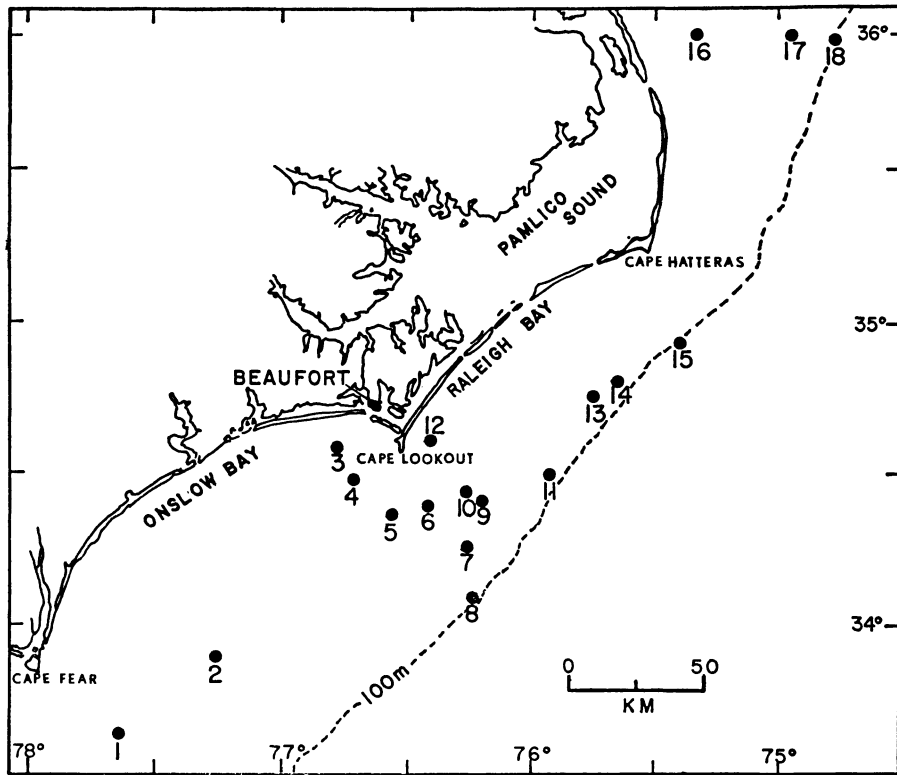 36°
16
17
18
PAMLICO
SOUND
CAPE HATTERAS
35°
RALEIGH BAY
15
BEAUFORT
14
13
12
3
CAPE LOOKOUT
ONSLOW BAY
4
11
10
9
5
6
7
8
34°
2
CAPE FEAR
100m
0
50
KM
1
78°
77°
76°
75°